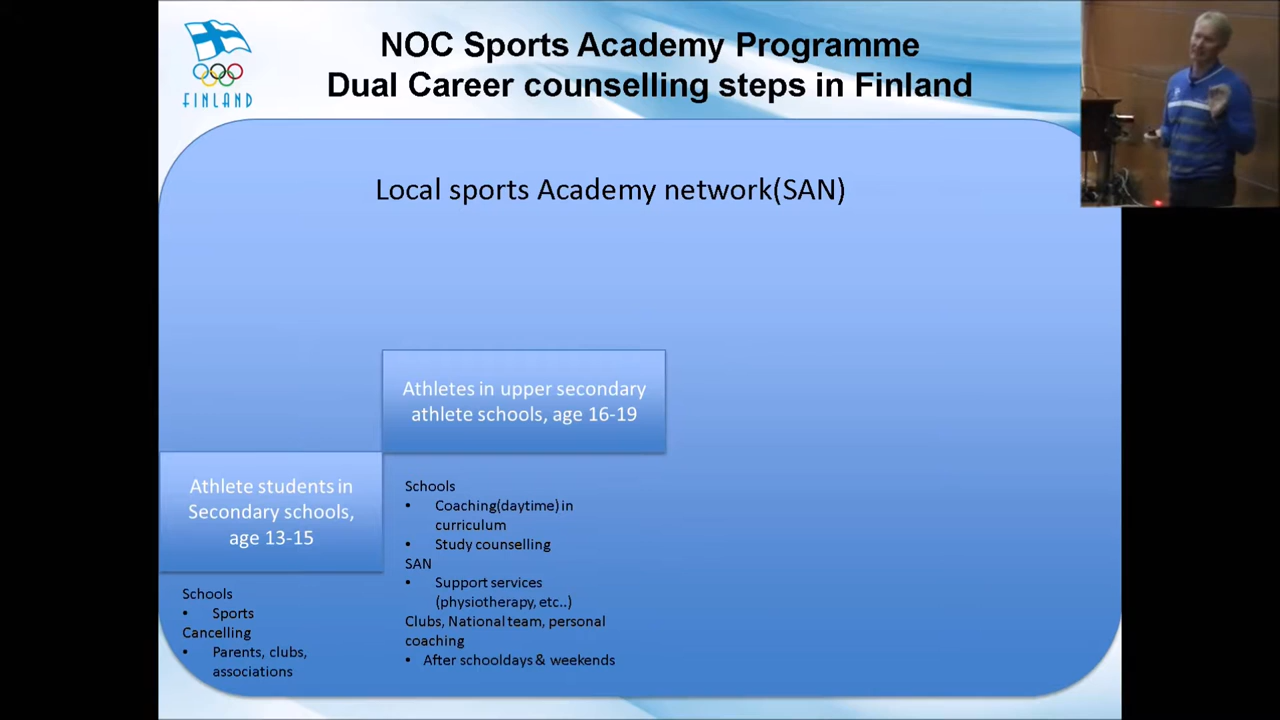 NOC Sports Academy Programme
Dual Career counselling steps in Finland
FINLAND
Local sports Academy network(SAN)
Athletes in upper secondary
athlete schools, age 16-19
Athlete students in
Secondary schools,
age 13-15
Schools
• Coaching(daytime) in
curriculum
• Study counselling
SAN
• Support services
(physiotherapy, etc..)
Clubs, National team, personal
coaching
• After schooldays & weekends
Schools
• Sports
Cancelling
• Parents, clubs,
associations